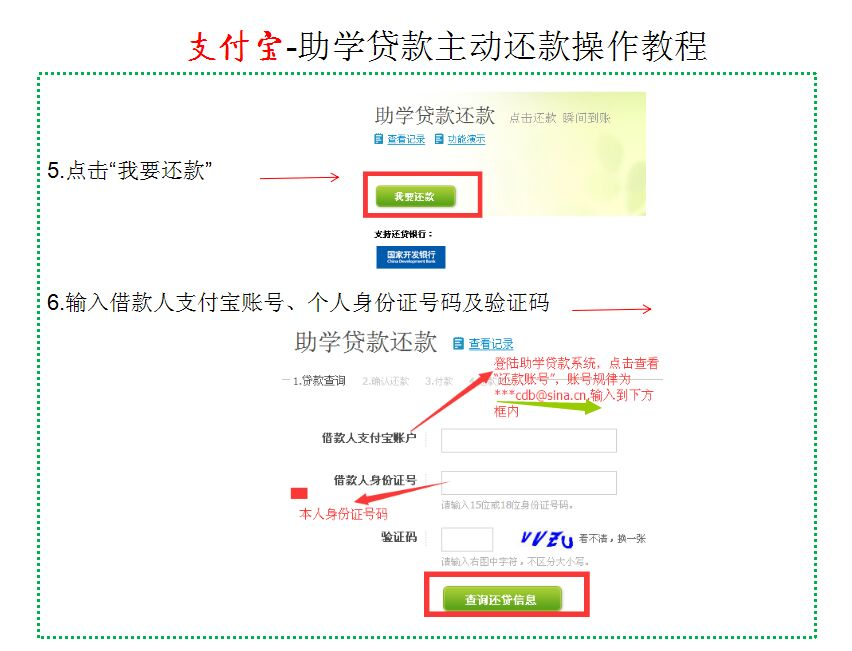 支付宝-助学贷款主动还款操作教程
助学贷款还款 点击还款 瞬间到账
查看记录 功能演示
5.点击“我要还款”
我要还款
支持还贷银行：
国家开发银行
China Development Bank
6.输入借款人支付宝账号、个人身份证号码及验证码
助学贷款还款 查看记录
登陆助学贷款系统，点击查看
“还款账号”，账号规律为
***cdb@sina.cn,输入到下方
框内
1.贷款查询 2.确认还款 3.付款
借款人支付宝账户
借款人身份证号
请输入15位或18位身份证号码。
本人身份证号码
验证码 VVZU 看不清，换一张
请输入右图中字符，不区分大小写。
查询还贷信息